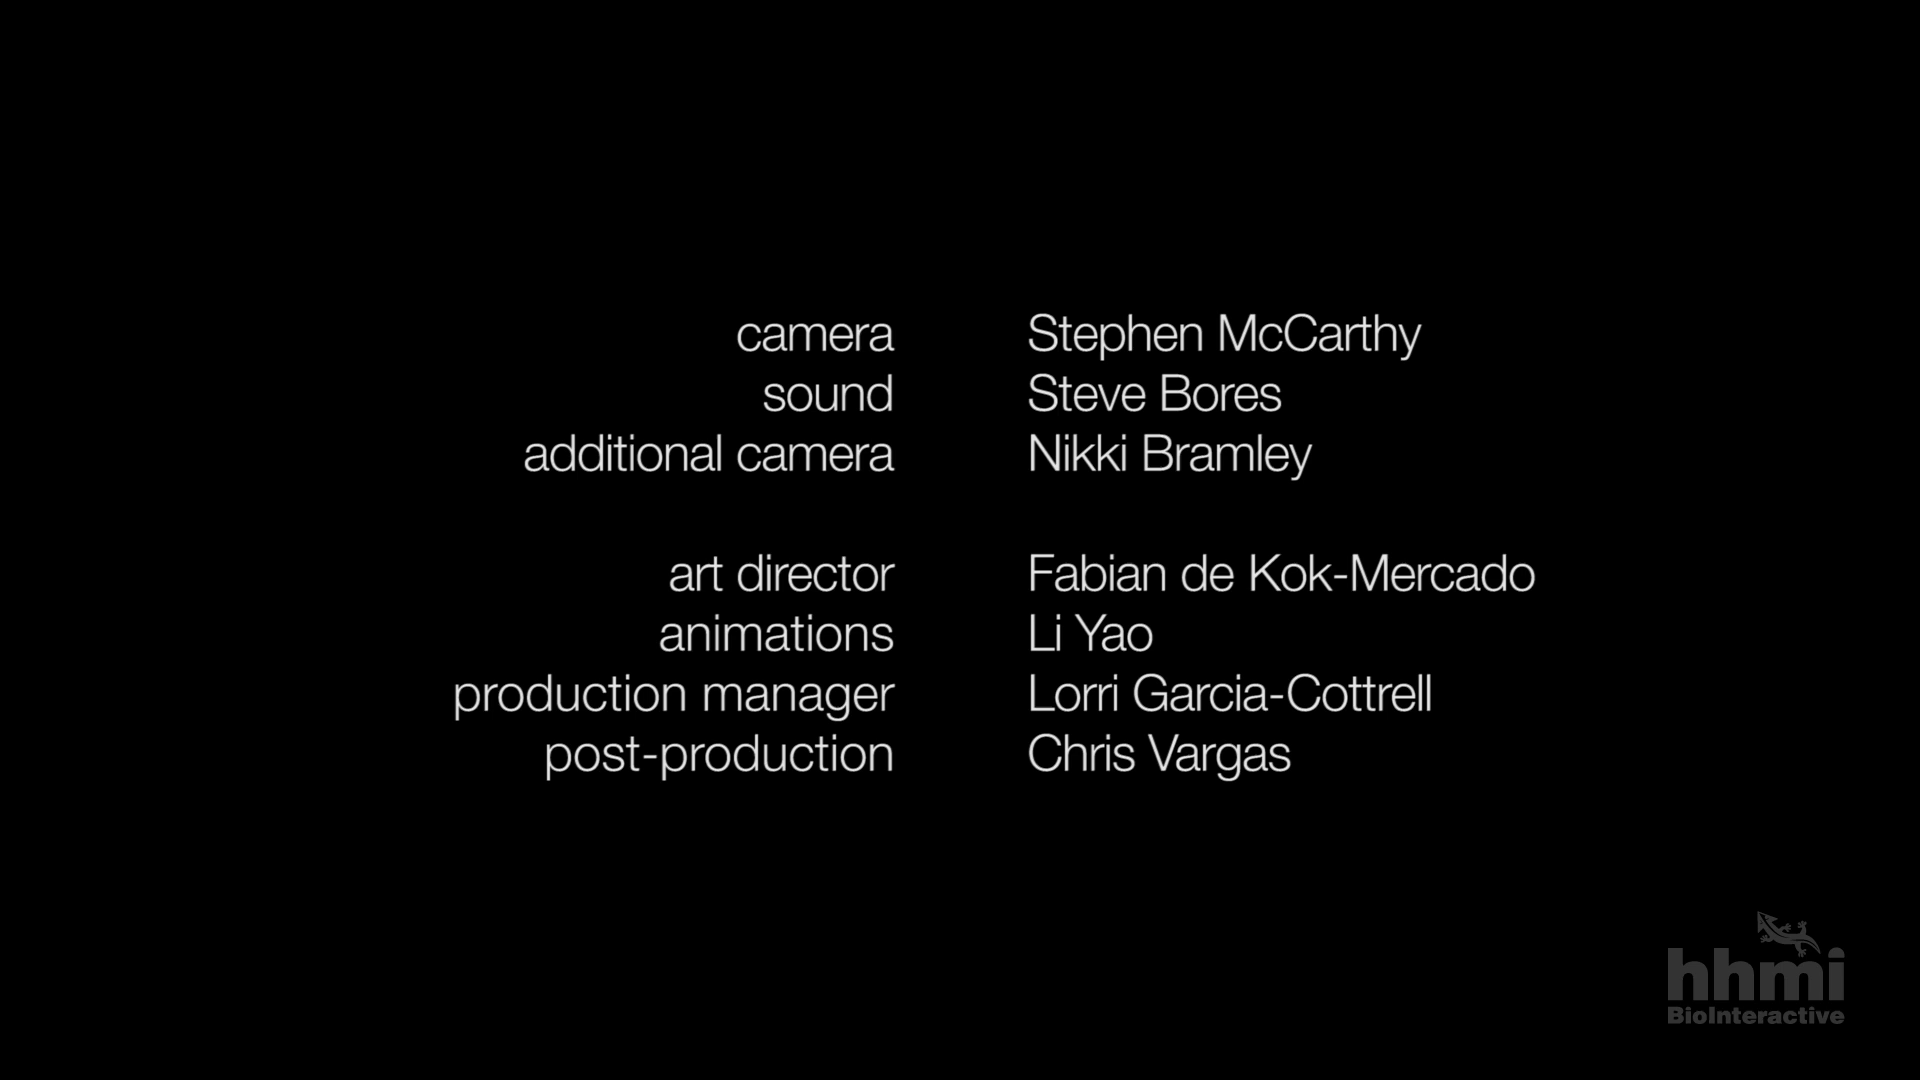 camera Stephen McCarthy
sound Steve Bores
additional camera Nikki Bramley
art director Fabian de Kok-Mercado
animations Li Yao
production manager Lorri Garcia-Cottrell
post-production Chris Vargas
hhmi
BioInteractive